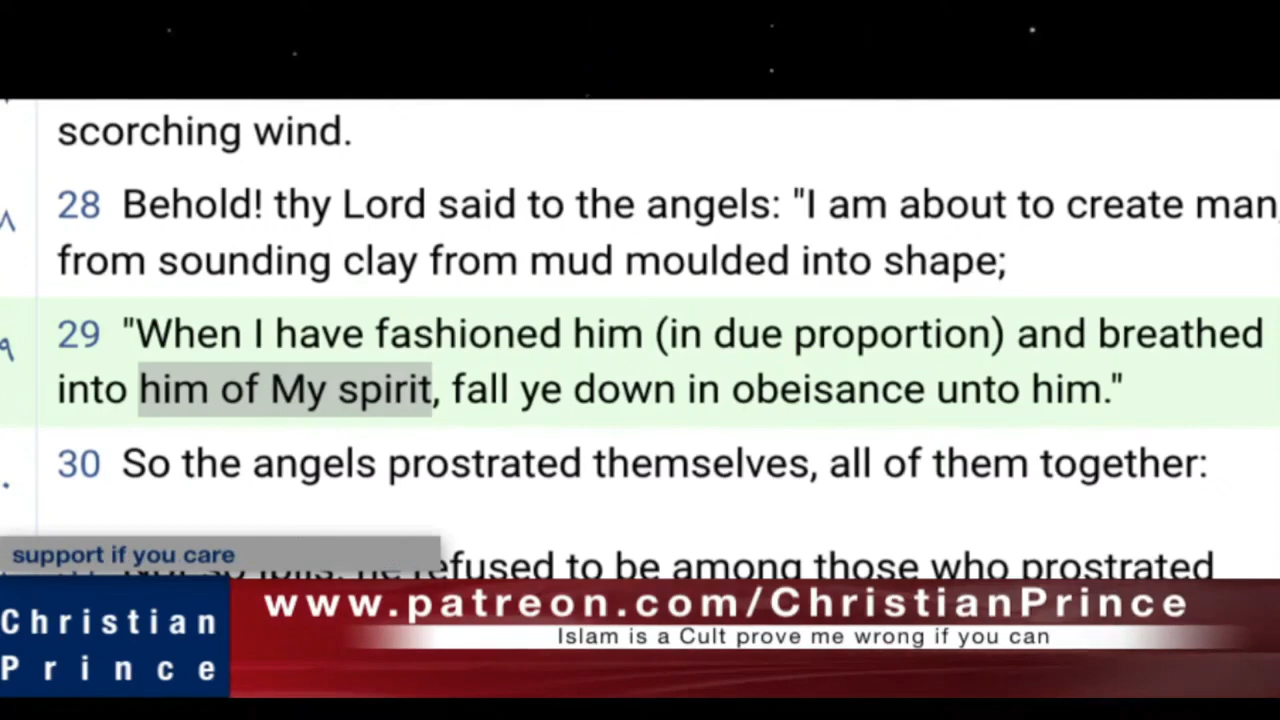 scorching wind.
28 Behold! thy Lord said to the angels: "I am about to create man,
from sounding clay from mud moulded into shape;
29 "When I have fashioned him (in due proportion) and breathed
into him of My spirit, fall ye down in obeisance unto him."
30 So the angels prostrated themselves, all of them together:
support if you care
refused to be among those who prostrated
www.patreon.com/ChristianPrince
Islam is a Cult prove me wrong if you can
Christian
Prince